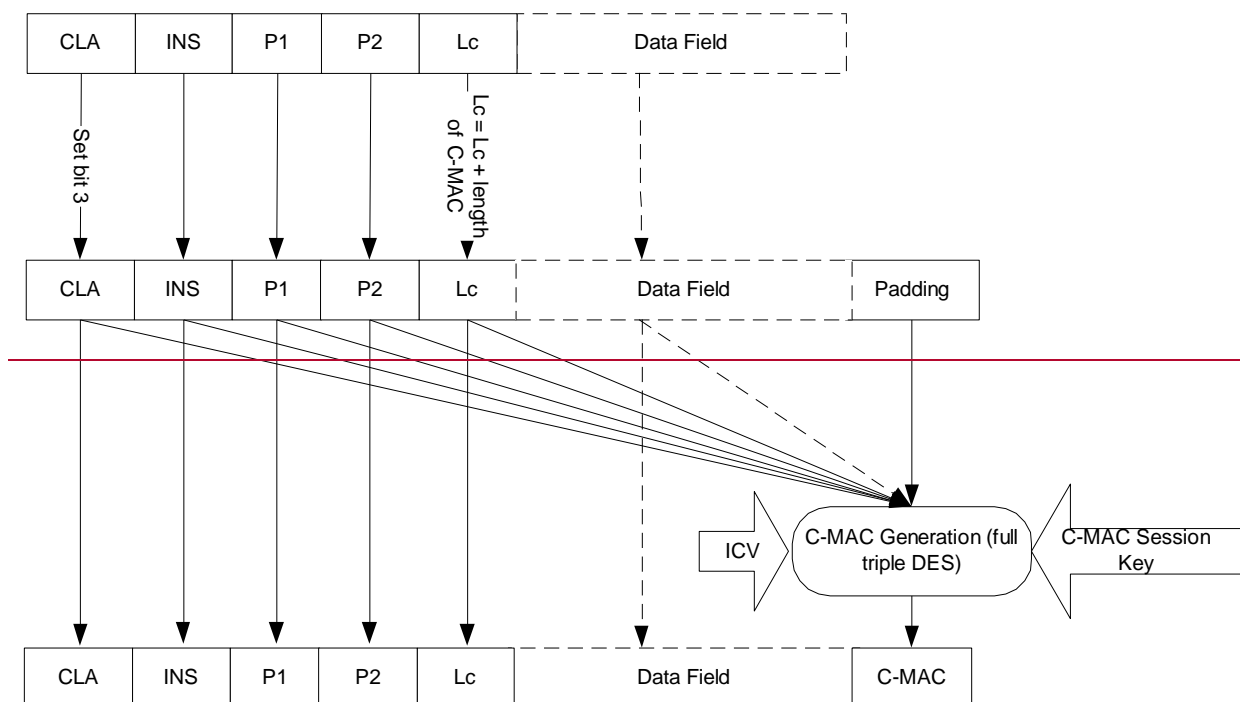 CLA INS P1 P2 Lc Data Field
Set bit 3
Lc = Lc + length
of C-MAC
CLA INS P1 P2 Lc Data Field Padding
ICV
C-MAC Generation (full
triple DES)
C-MAC Session
Key
CLA INS P1 P2 Lc Data Field C-MAC